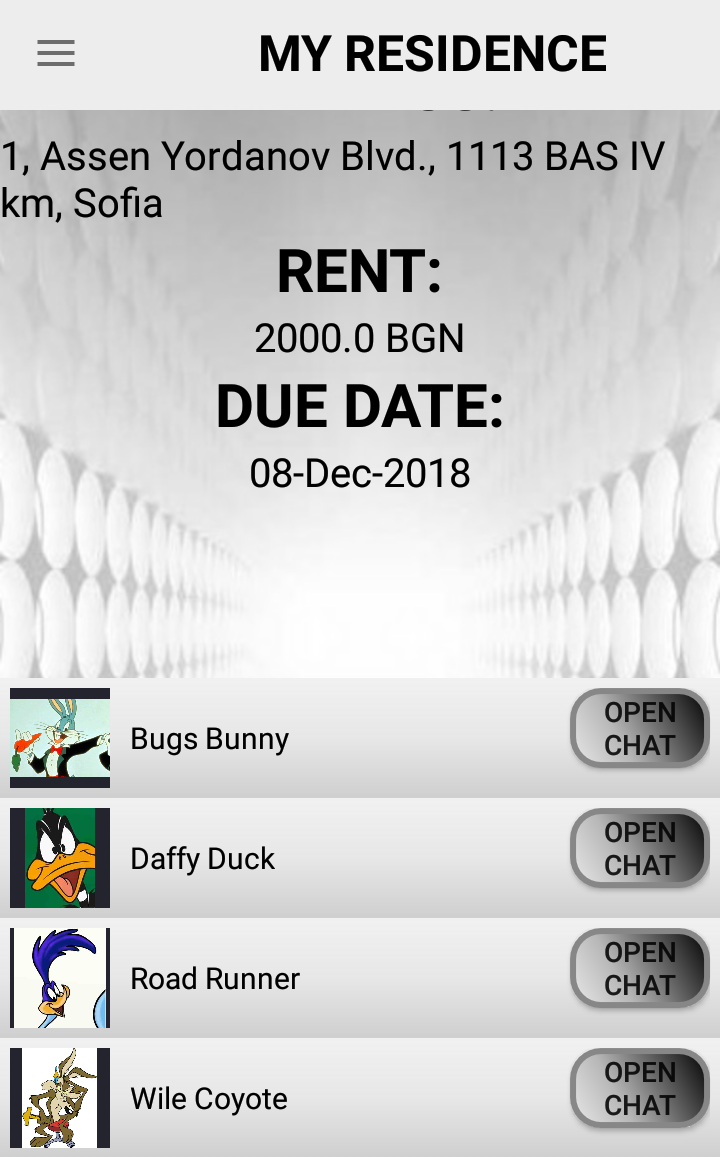 MY RESIDENCE
1, Assen Yordanov Blvd., 1113 BAS IV
km, Sofia
RENT:
2000.0 BGN
DUE DATE:
08-Dec-2018
Bugs Bunny
OPEN
CHAT
Daffy Duck
OPEN
CHAT
Road Runner
OPEN
CHAT
Wile Coyote
OPEN
CHAT